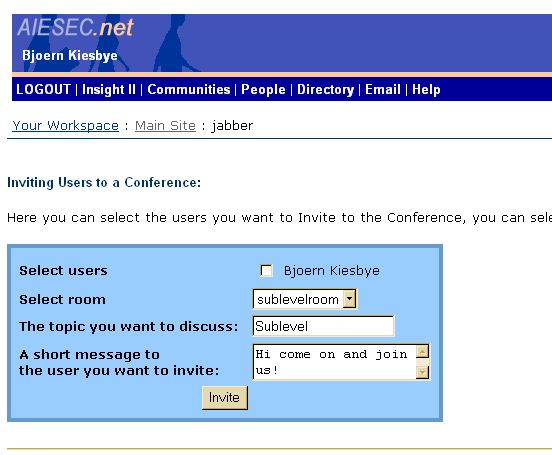 AIESEC.net
Bjoern Kiesbye
LOGOUT | Insight II | Communities | People | Directory | Email | Help
Your Workspace : Main Site : jabber
Inviting Users to a Conference:
Here you can select the users you want to Invite to the Conference, you can sele
Select users Bjoern Kiesbye
Select room sublevelroom
The topic you want to discuss: Sublevel
A short message to
the user you want to invite:
Hi come on and join
us!
Invite